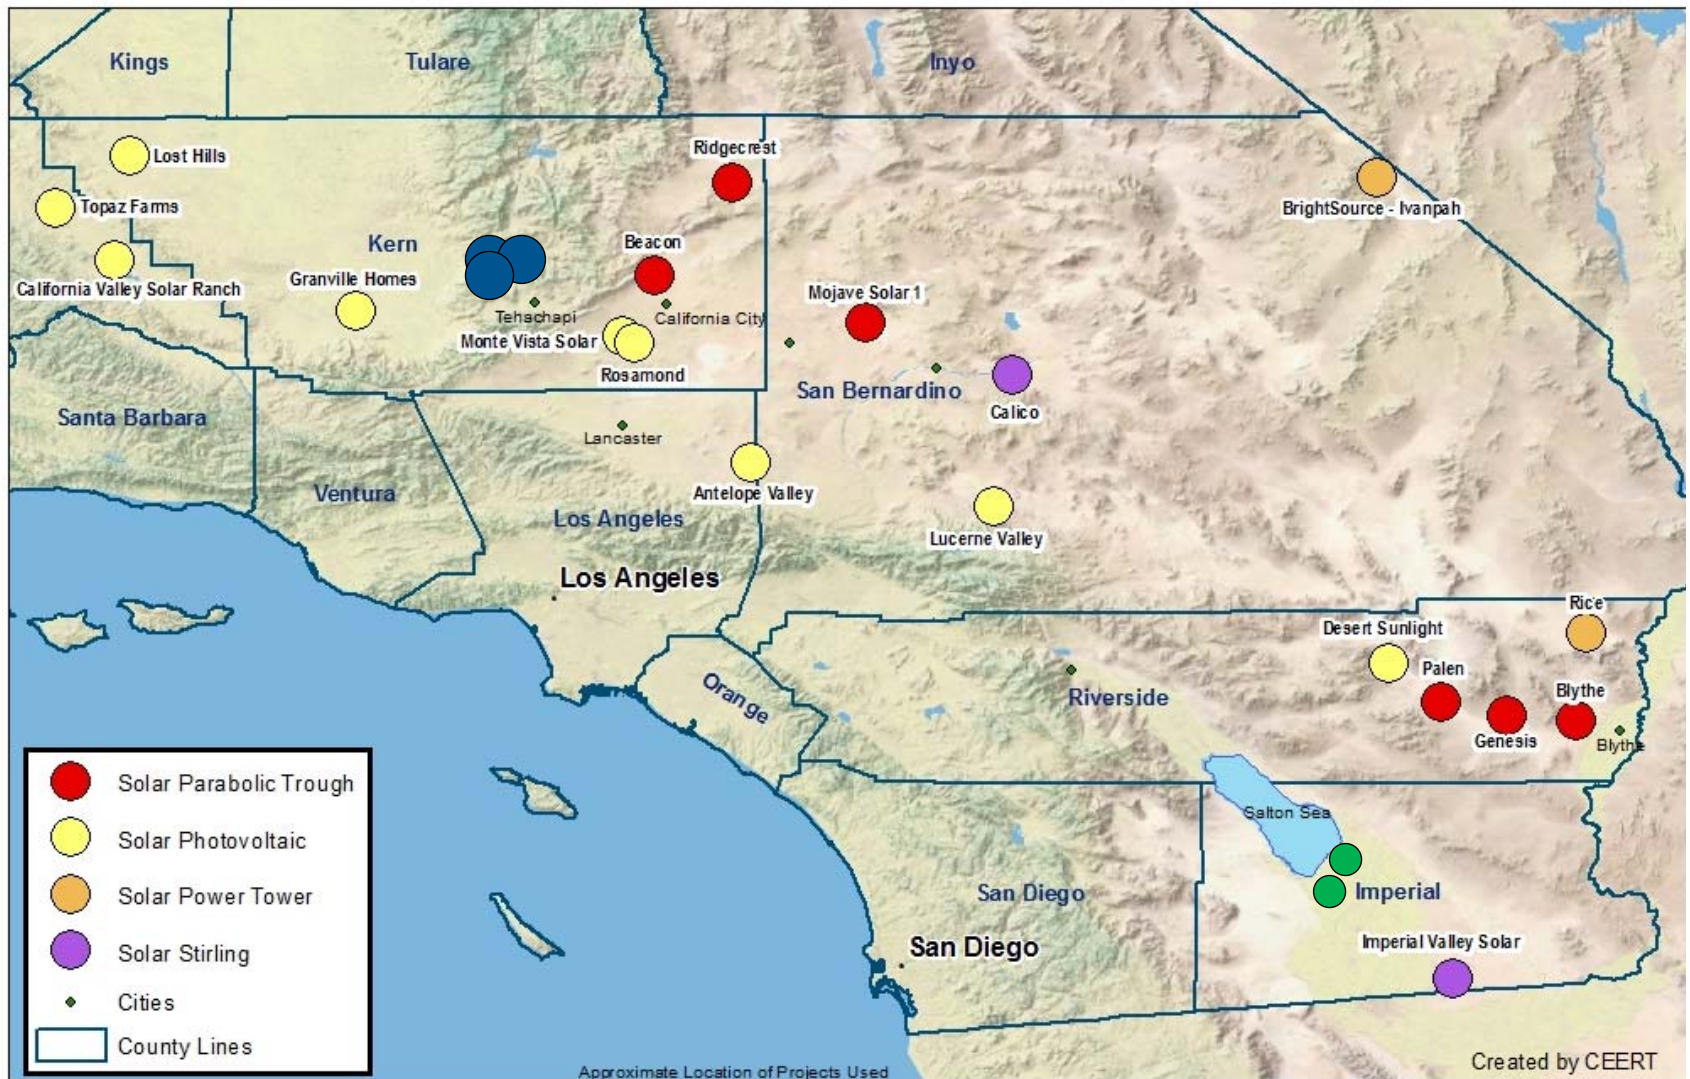 Kings
Tulare
Inyo
Lost Hills
Ridgecrest
Topaz Farms
BrightSource - Ivanpah
Kern
Beacon
California Valley Solar Ranch
Granville Homes
Mojave Solar 1
Tehachapi
California City
Monte Vista Solar
Rosamond
San Bernardino
Calico
Santa Barbara
Lancaster
Ventura
Antelope Valley
Los Angeles
Lucerne Valley
Los Angeles
Rice
Desert Sunlight
Palen
Orange
Riverside
Blythe
Genesis
Blythe
Solar Parabolic Trough
Salton Sea
Solar Photovoltaic
San Diego
Imperial
Solar Power Tower
San Diego
Imperial Valley Solar
Solar Stirling
Cities
County Lines
Approximate Location of Projects Used
Created by CEERT